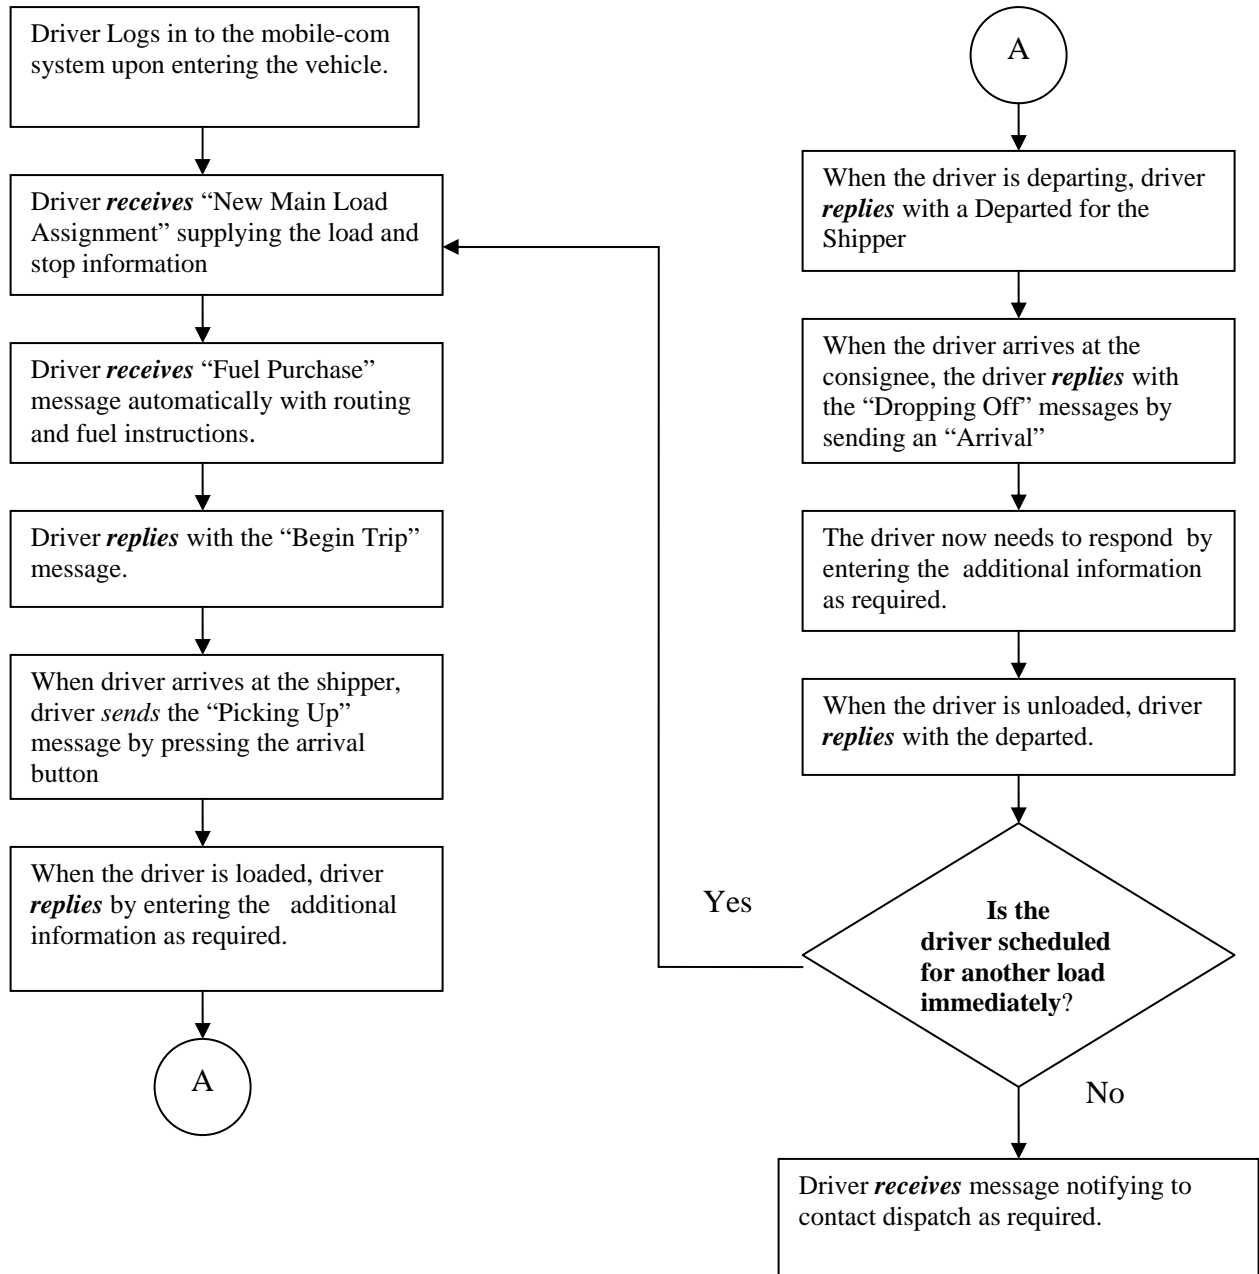 Driver Logs in to the mobile-com
system upon entering the vehicle.
Driver receives “New Main Load
Assignment” supplying the load and
stop information
Driver receives “Fuel Purchase”
message automatically with routing
and fuel instructions.
Driver replies with the “Begin Trip”
message.
When driver arrives at the shipper,
driver sends the “Picking Up”
message by pressing the arrival
button
When the driver is loaded, driver
replies by entering the additional
information as required.
A
A
When the driver is departing, driver
replies with a Departed for the
Shipper
When the driver arrives at the
consignee, the driver replies with
the “Dropping Off” messages by
sending an “Arrival”
The driver now needs to respond by
entering the additional information
as required.
When the driver is unloaded, driver
replies with the departed.
Is the
driver scheduled
for another load
immediately?
Yes
No
Driver receives message notifying to
contact dispatch as required.